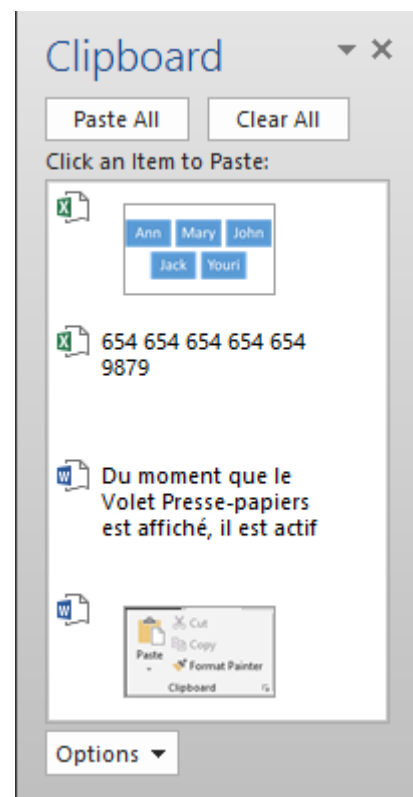 Clipboard
Paste All Clear All
Click an Item to Paste:
Ann Mary John
Jack Youri
654 654 654 654 654
9879
Du moment que le
Volet Presse-papiers
est affiché, il est actif
Cut
Copy
Paste
Format Painter
Clipboard
Options